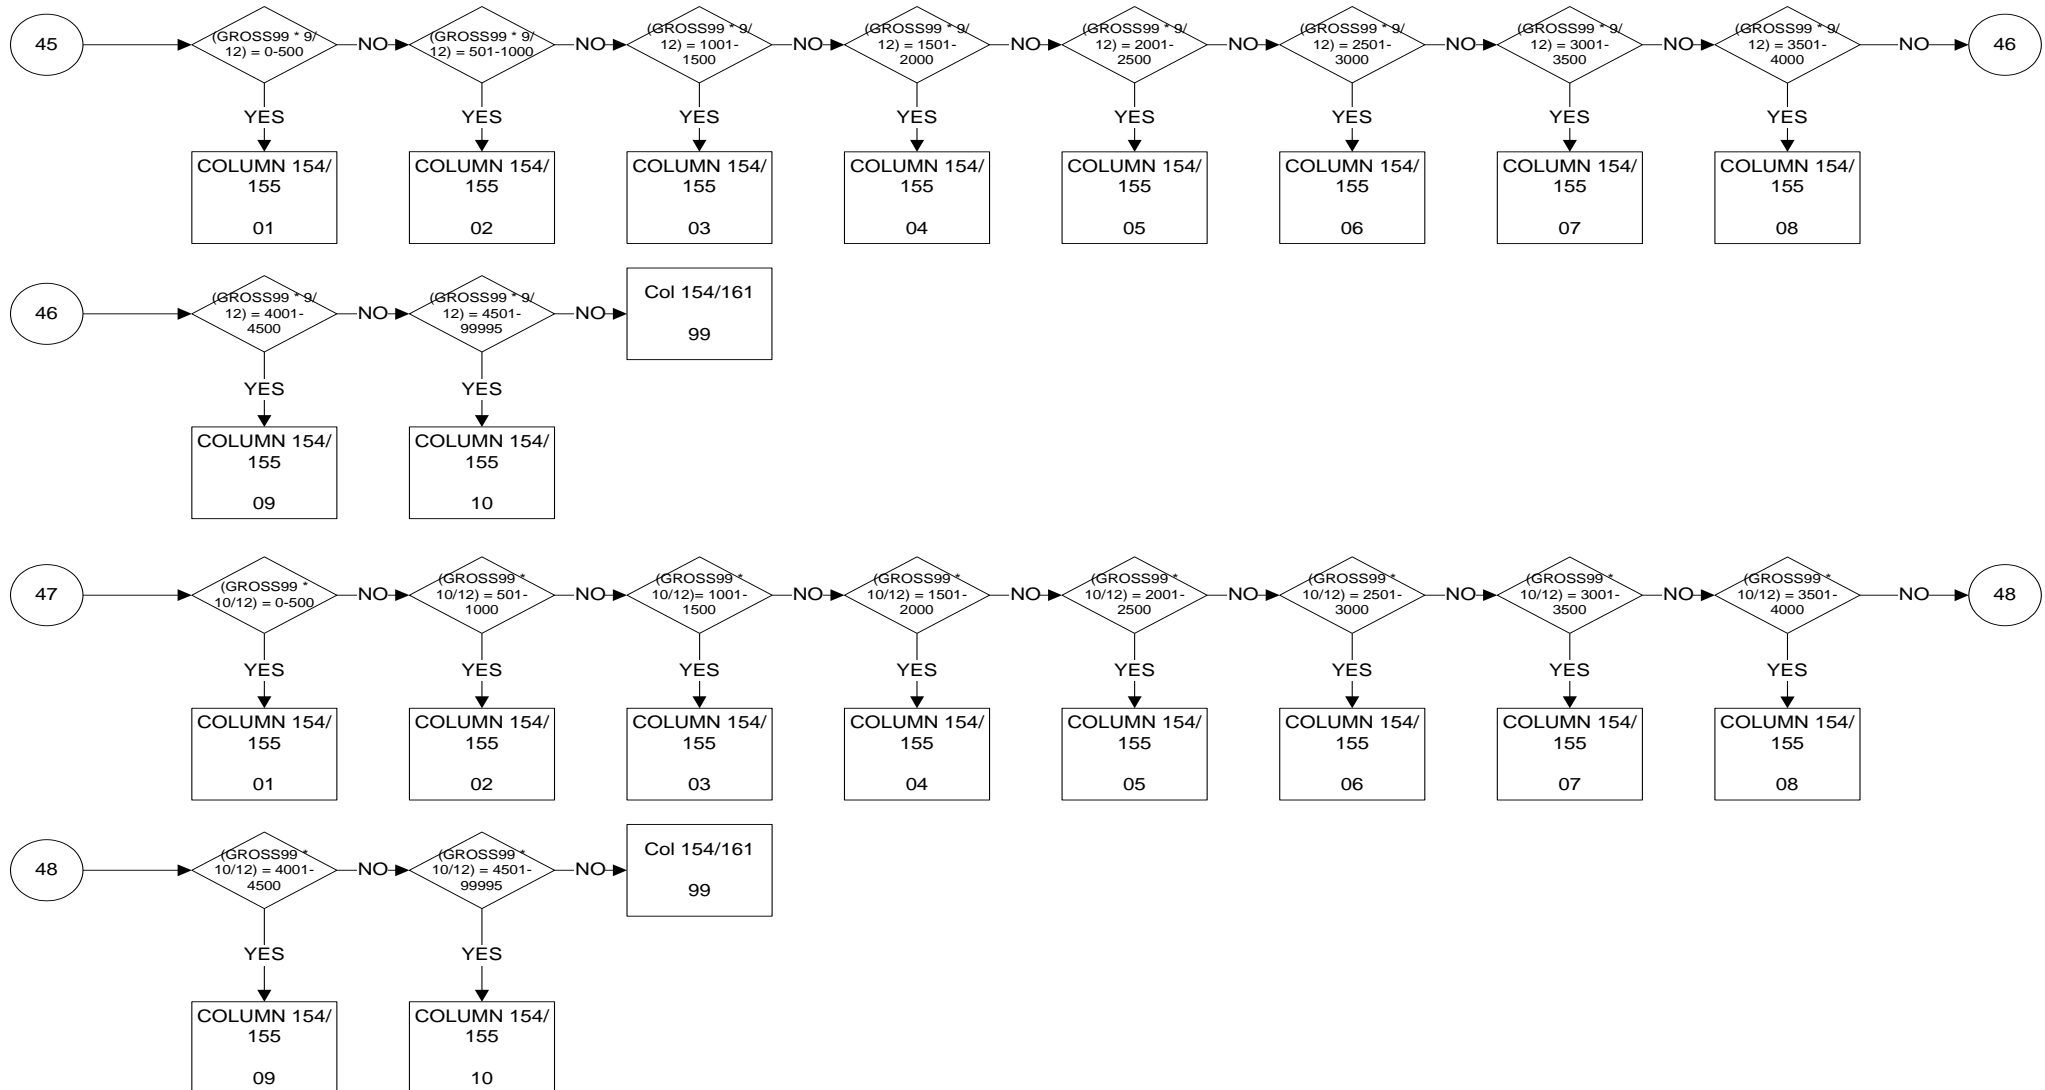 45
(GROSS99 * 9/
12) = 0-500
NO
(GROSS99 * 9/
12) = 501-1000
NO
(GROSS99 * 9/
12) = 1001-
1500
NO
(GROSS99 * 9/
12) = 1501-
2000
NO
(GROSS99 * 9/
12) = 2001-
2500
NO
(GROSS99 * 9/
12) = 2501-
3000
NO
(GROSS99 * 9/
12) = 3001-
3500
NO
(GROSS99 * 9/
12) = 3501-
4000
NO
46
YES
YES
YES
YES
YES
YES
YES
YES
COLUMN 154/
155
01
COLUMN 154/
155
02
COLUMN 154/
155
03
COLUMN 154/
155
04
COLUMN 154/
155
05
COLUMN 154/
155
06
COLUMN 154/
155
07
COLUMN 154/
155
08
46
(GROSS99 * 9/
12) = 4001-
4500
NO
(GROSS99 * 9/
12) = 4501-
99995
NO
Col 154/161
99
YES
YES
COLUMN 154/
155
09
COLUMN 154/
155
10
47
(GROSS99 *
10/12) = 0-500
NO
(GROSS99 *
10/12) = 501-
1000
NO
(GROSS99 *
10/12)= 1001-
1500
NO
(GROSS99 *
10/12) = 1501-
2000
NO
(GROSS99 *
10/12) = 2001-
2500
NO
(GROSS99 *
10/12) = 2501-
3000
NO
(GROSS99 *
10/12) = 3001-
3500
NO
(GROSS99 *
10/12) = 3501-
4000
NO
48
YES
YES
YES
YES
YES
YES
YES
YES
COLUMN 154/
155
01
COLUMN 154/
155
02
COLUMN 154/
155
03
COLUMN 154/
155
04
COLUMN 154/
155
05
COLUMN 154/
155
06
COLUMN 154/
155
07
COLUMN 154/
155
08
48
(GROSS99 *
10/12) = 4001-
4500
NO
(GROSS99 *
10/12) = 4501-
99995
NO
Col 154/161
99
YES
YES
COLUMN 154/
155
09
COLUMN 154/
155
10